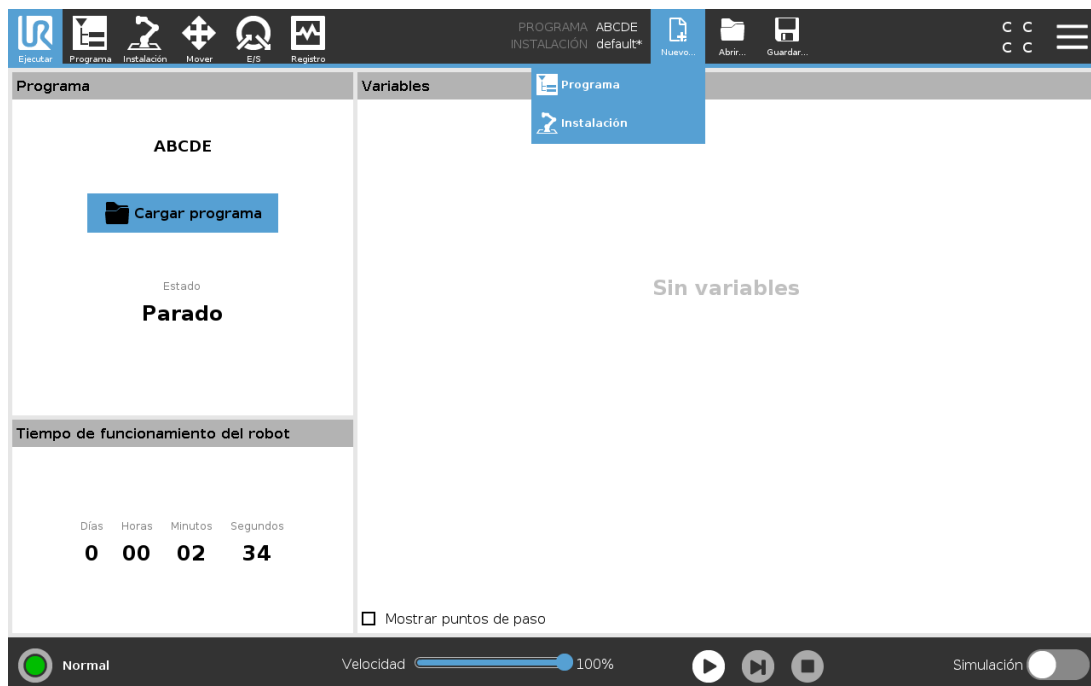 PROGRAMA ABCDE
INSTALACIÓN default*
C C
C C
Ejecutar Programa Instalación Mover E/S Registro Nuevo... Abrir... Guardar...
Programa
Variables
Programa
Instalación
ABCDE
Cargar programa
Estado
Parado
Sin variables
Tiempo de funcionamiento del robot
Días Horas Minutos Segundos
0 00 02 34
Mostrar puntos de paso
Normal
Velocidad 100%
Simulación